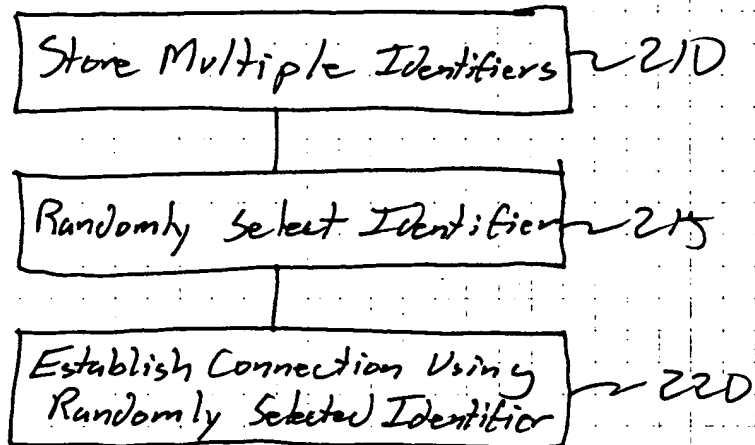 Store Multiple Identifiers 210
Randomly Select Identifier 215
Establish Connection Using
Randomly Selected Identifier 220